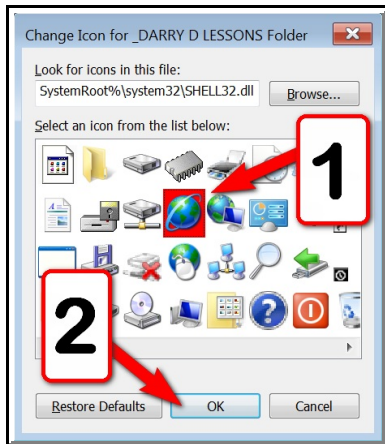 Change Icon for _DARRY D LESSONS Folder
Look for icons in this file:
SystemRoot%\system32\SHELL32.dll
Browse...
Select an icon from the list below:
1
2
Restore Defaults
OK
Cancel